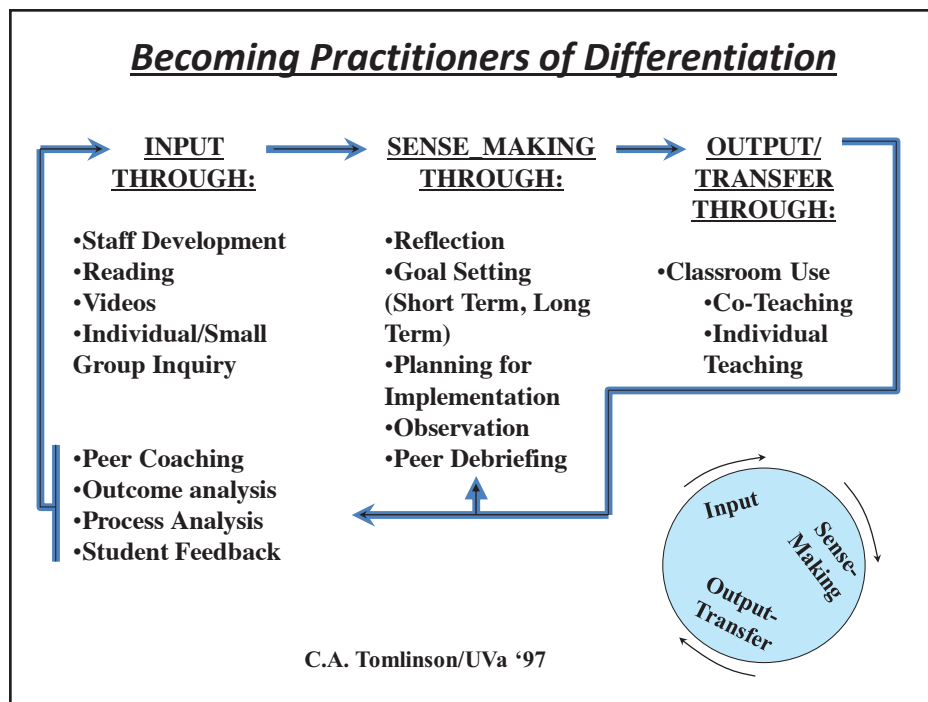 Becoming Practitioners of Differentiation
INPUT
THROUGH:
•Staff Development
•Reading
•Videos
•Individual/Small
Group Inquiry
•Peer Coaching
•Outcome analysis
•Process Analysis
•Student Feedback
SENSE_MAKING
THROUGH:
•Reflection
•Goal Setting
(Short Term, Long
Term)
•Planning for
Implementation
•Observation
•Peer Debriefing
OUTPUT/
TRANSFER
THROUGH:
•Classroom Use
•Co-Teaching
•Individual
Teaching
Input
Sense-
Making
Output-
Transfer
C.A. Tomlinson/UVa ‘97